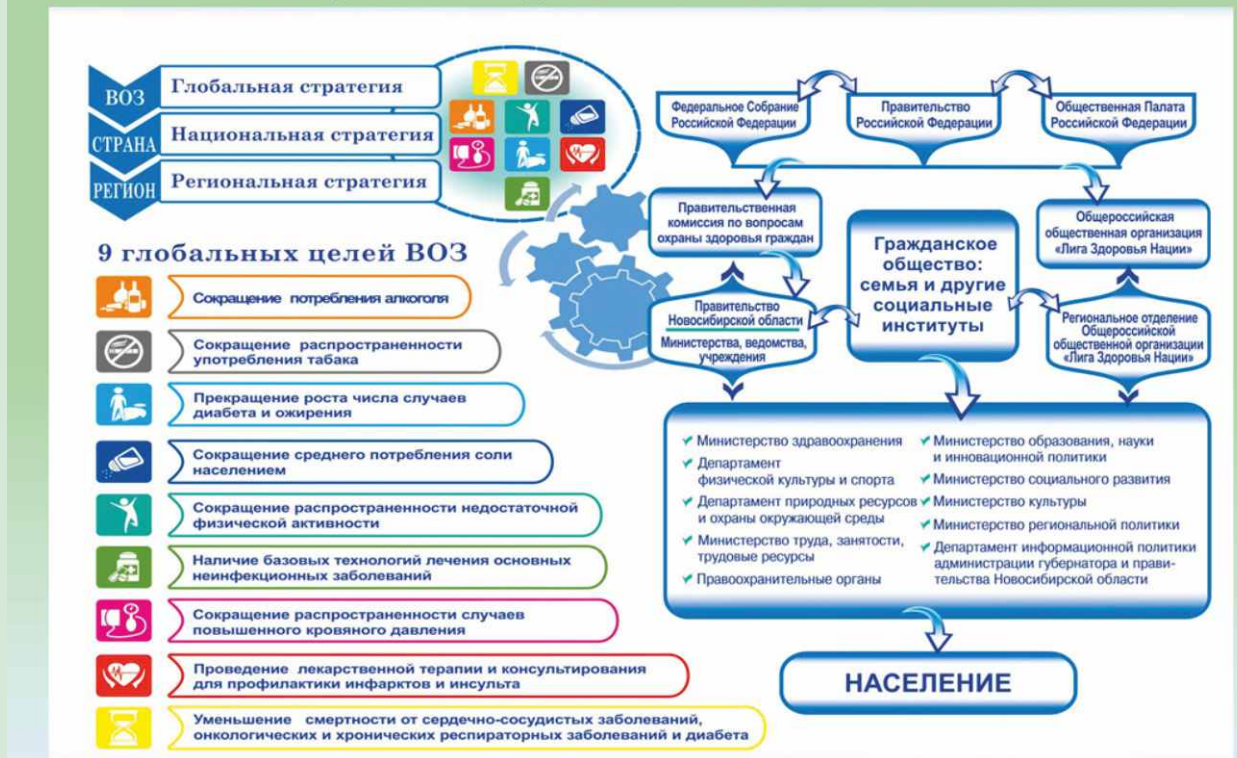 ВОЗ
Глобальная стратегия
СТРАНА
Национальная стратегия
РЕГИОН
Региональная стратегия
9 глобальных целей ВОЗ
Сокращение потребления алкоголя
Сокращение распространенности
употребления табака
Прекращение роста числа случаев
диабета и ожирения
Сокращение среднего потребления соли
населением
Сокращение распространенности недостаточной
физической активности
Наличие базовых технологий лечения основных
неинфекционных заболеваний
Сокращение распространенности случаев
повышенного кровяного давления
Проведение лекарственной терапии и консультирования
для профилактики инфарктов и инсульта
Уменьшение смертности от сердечно-сосудистых заболеваний,
онкологических и хронических респираторных заболеваний и диабета
Федеральное Собрание
Российской Федерации
Правительство
Российской Федерации
Общественная Палата
Российской Федерации
Правительственная
комиссия по вопросам
охраны здоровья граждан
Гражданское
общество:
семья и другие
социальные
институты
Общероссийская
общественная организация
«Лига Здоровья Нации»
Правительство
Новосибирской области
Министерства, ведомства,
учреждения
Региональное отделение
Общероссийской
общественной организации
«Лига Здоровья Нации»
Министерство здравоохранения
Департамент
физической культуры и спорта
Департамент природных ресурсов
и охраны окружающей среды
Министерство труда, занятости,
трудовые ресурсы
Правоохранительные органы
Министерство образования, науки
и инновационной политики
Министерство социального развития
Министерство культуры
Министерство региональной политики
Департамент информационной политики
администрации губернатора и прави-
тельства Новосибирской области
НАСЕЛЕНИЕ